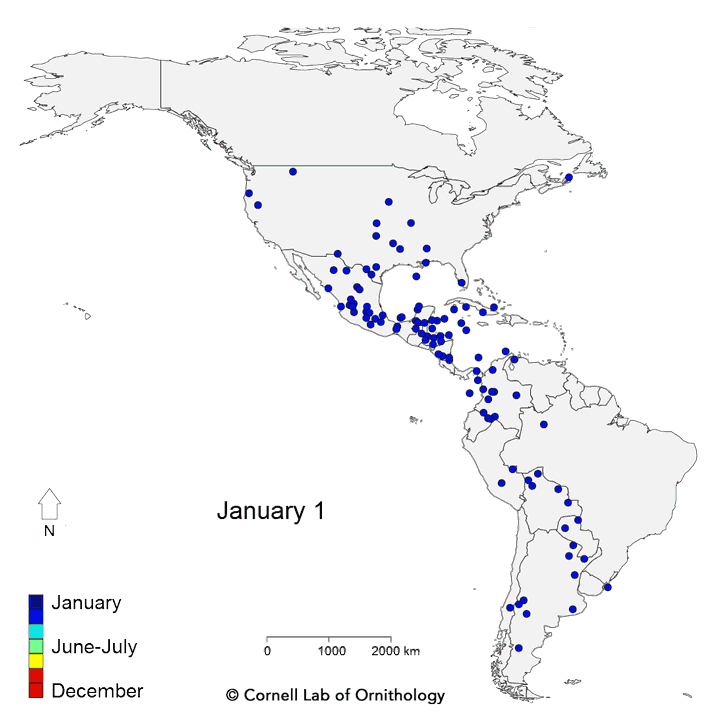 January 1
N
January
June-July
December
0 1000 2000 km
© Cornell Lab of Ornithology